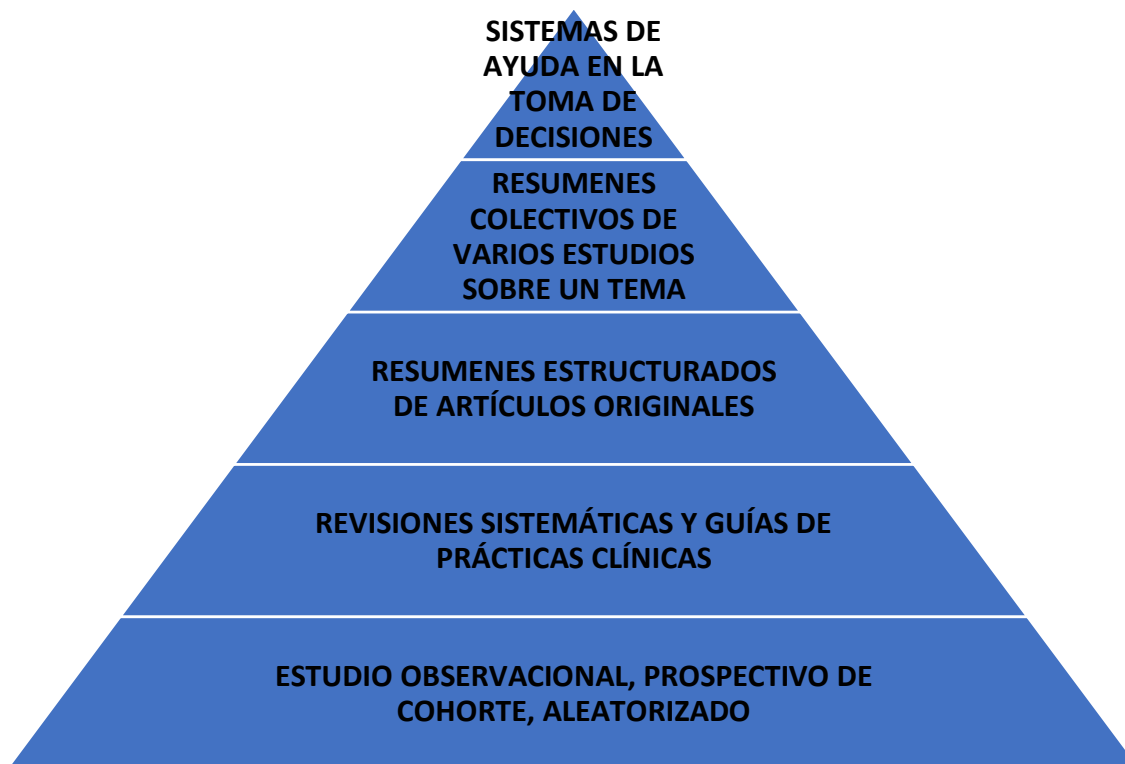 SISTEMAS DE
AYUDA EN LA
TOMA DE
DECISIONES
RESUMENES
COLECTIVOS DE
VARIOS ESTUDIOS
SOBRE UN TEMA
RESUMENES ESTRUCTURADOS
DE ARTÍCULOS ORIGINALES
REVISIONES SISTEMÁTICAS Y GUÍAS DE
PRÁCTICAS CLÍNICAS
ESTUDIO OBSERVACIONAL, PROSPECTIVO DE
COHORTE, ALEATORIZADO